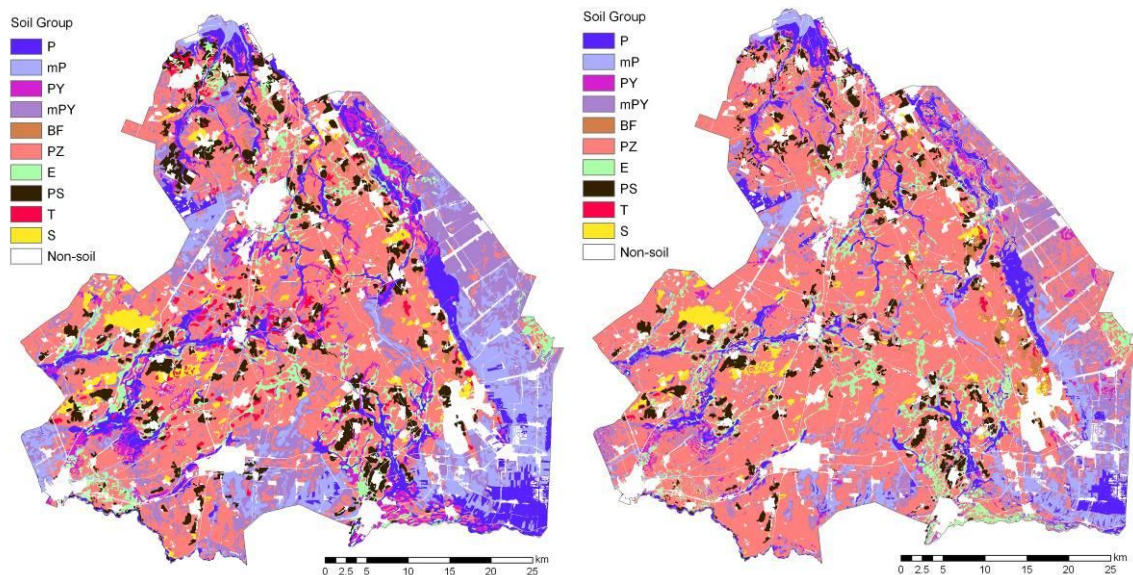 Soil Group
P
mP
PY
mPY
BF
PZ
E
PS
T
S
Non-soil
km
0 2.5 5 10 15 20 25
Soil Group
P
mP
PY
mPY
BF
PZ
E
PS
T
S
Non-soil
km
0 2.5 5 10 15 20 25